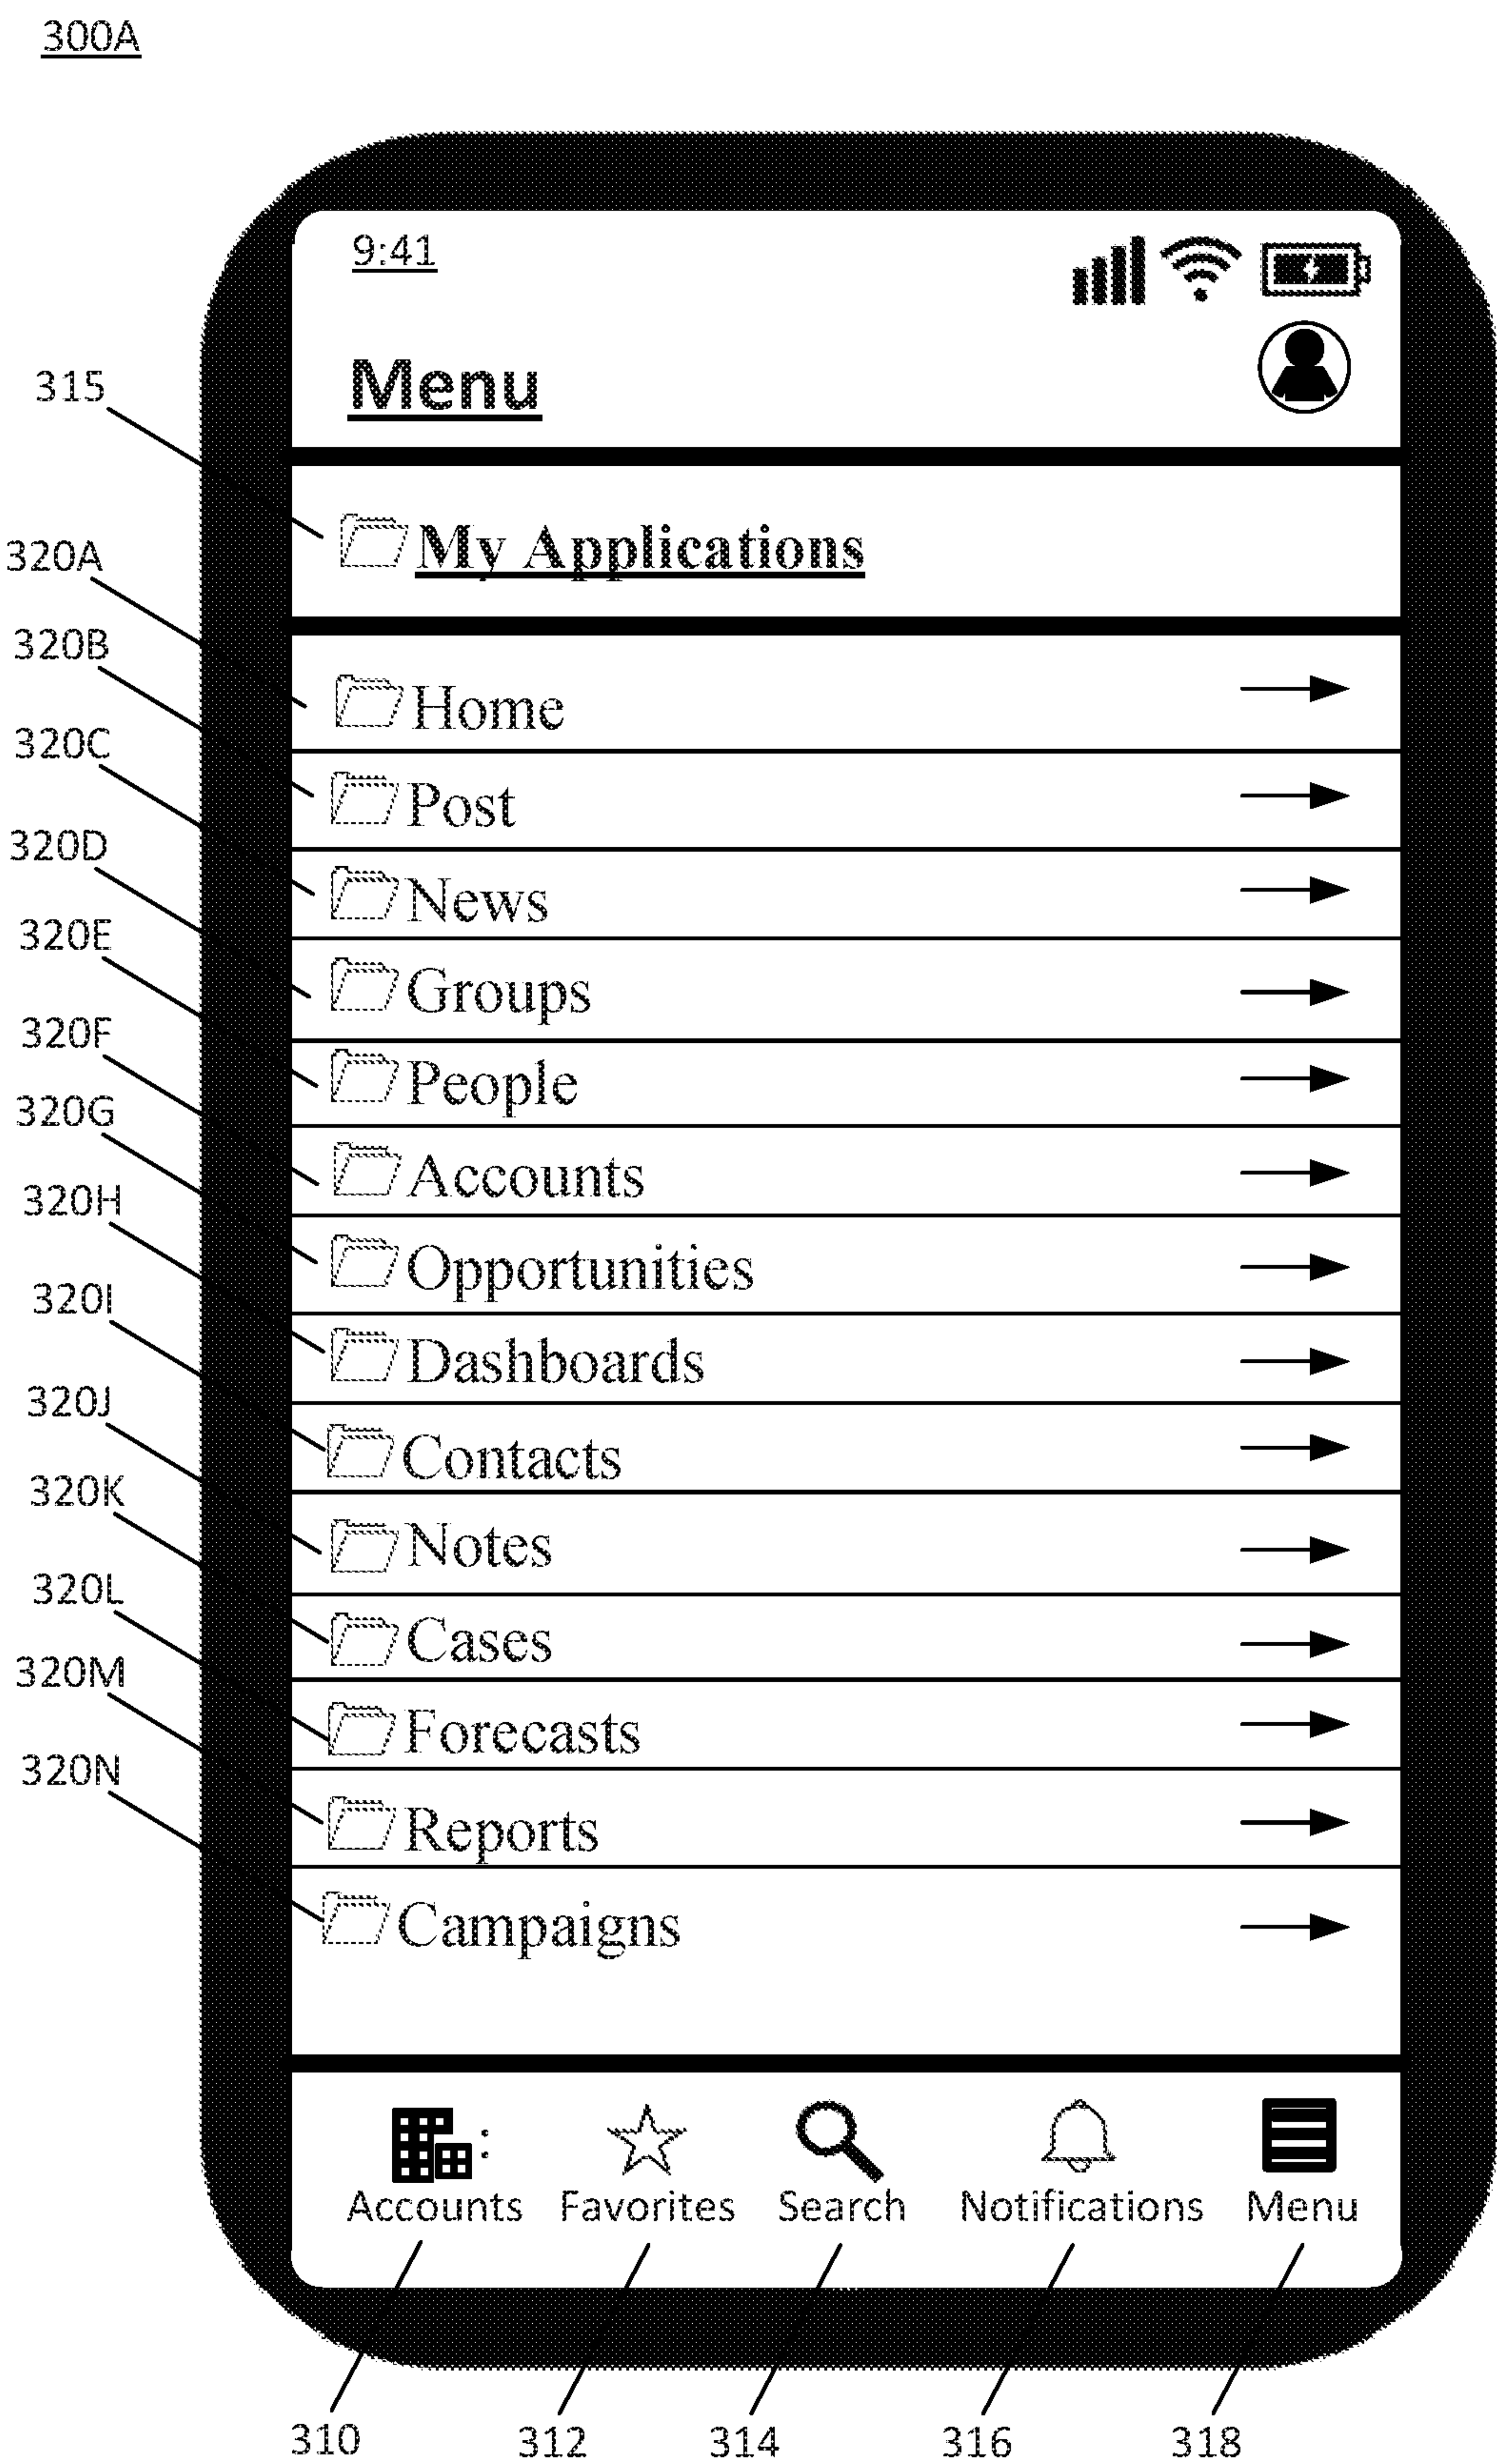 300A
9:41
Menu
315
My Applications
320A
Home
320B
Post
320C
News
320D
Groups
320E
People
320F
Accounts
320G
Opportunities
320H
Dashboards
320I
Contacts
320J
Notes
320K
Cases
320L
Forecasts
320M
Reports
320N
Campaigns
Accounts Favorites Search Notifications Menu
310 312 314 316 318